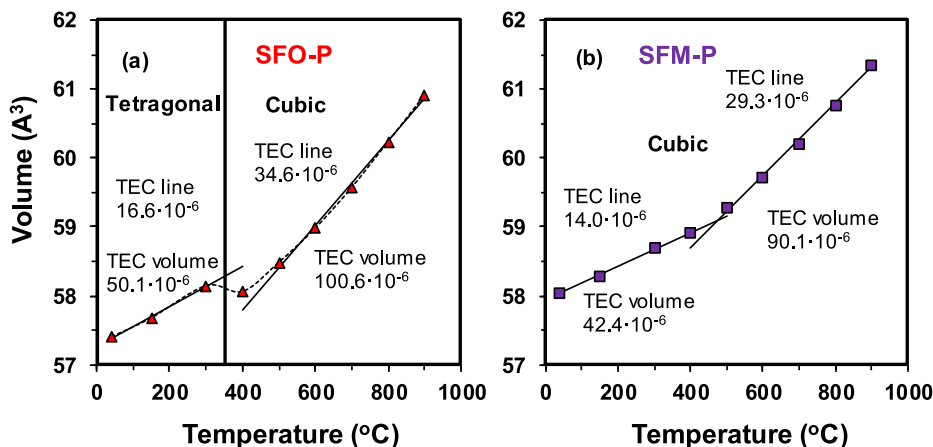 (a)
SFO-P
Tetragonal
Cubic
TEC line
34.6·10⁻⁶
TEC line
16.6·10⁻⁶
TEC volume
50.1·10⁻⁶
TEC volume
100.6·10⁻⁶
62
61
60
59
58
57
Volume (A³)
0
200
400
600
800
1000
Temperature (ᵒC)
(b)
SFM-P
TEC line
29.3·10⁻⁶
Cubic
TEC line
14.0·10⁻⁶
TEC volume
90.1·10⁻⁶
TEC volume
42.4·10⁻⁶
62
61
60
59
58
57
0
200
400
600
800
1000
Temperature (ᵒC)